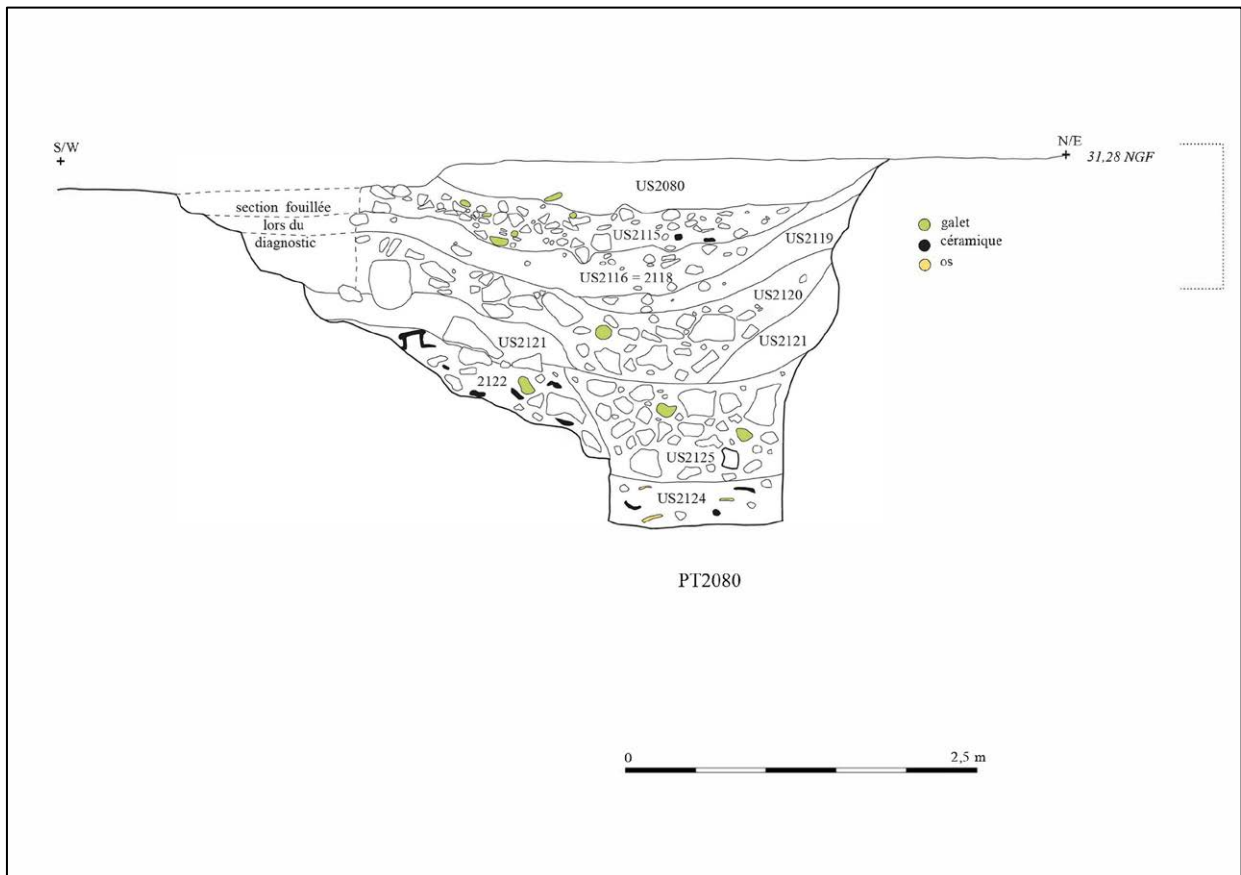 S/W
N/E
31,28 NGF
US2080
section fouillée
lors du
diagnostic
US2115
US2119
galet
céramique
os
US2116 = 2118
US2120
US2121
US2121
2122
US2125
US2124
PT2080
0
2,5 m